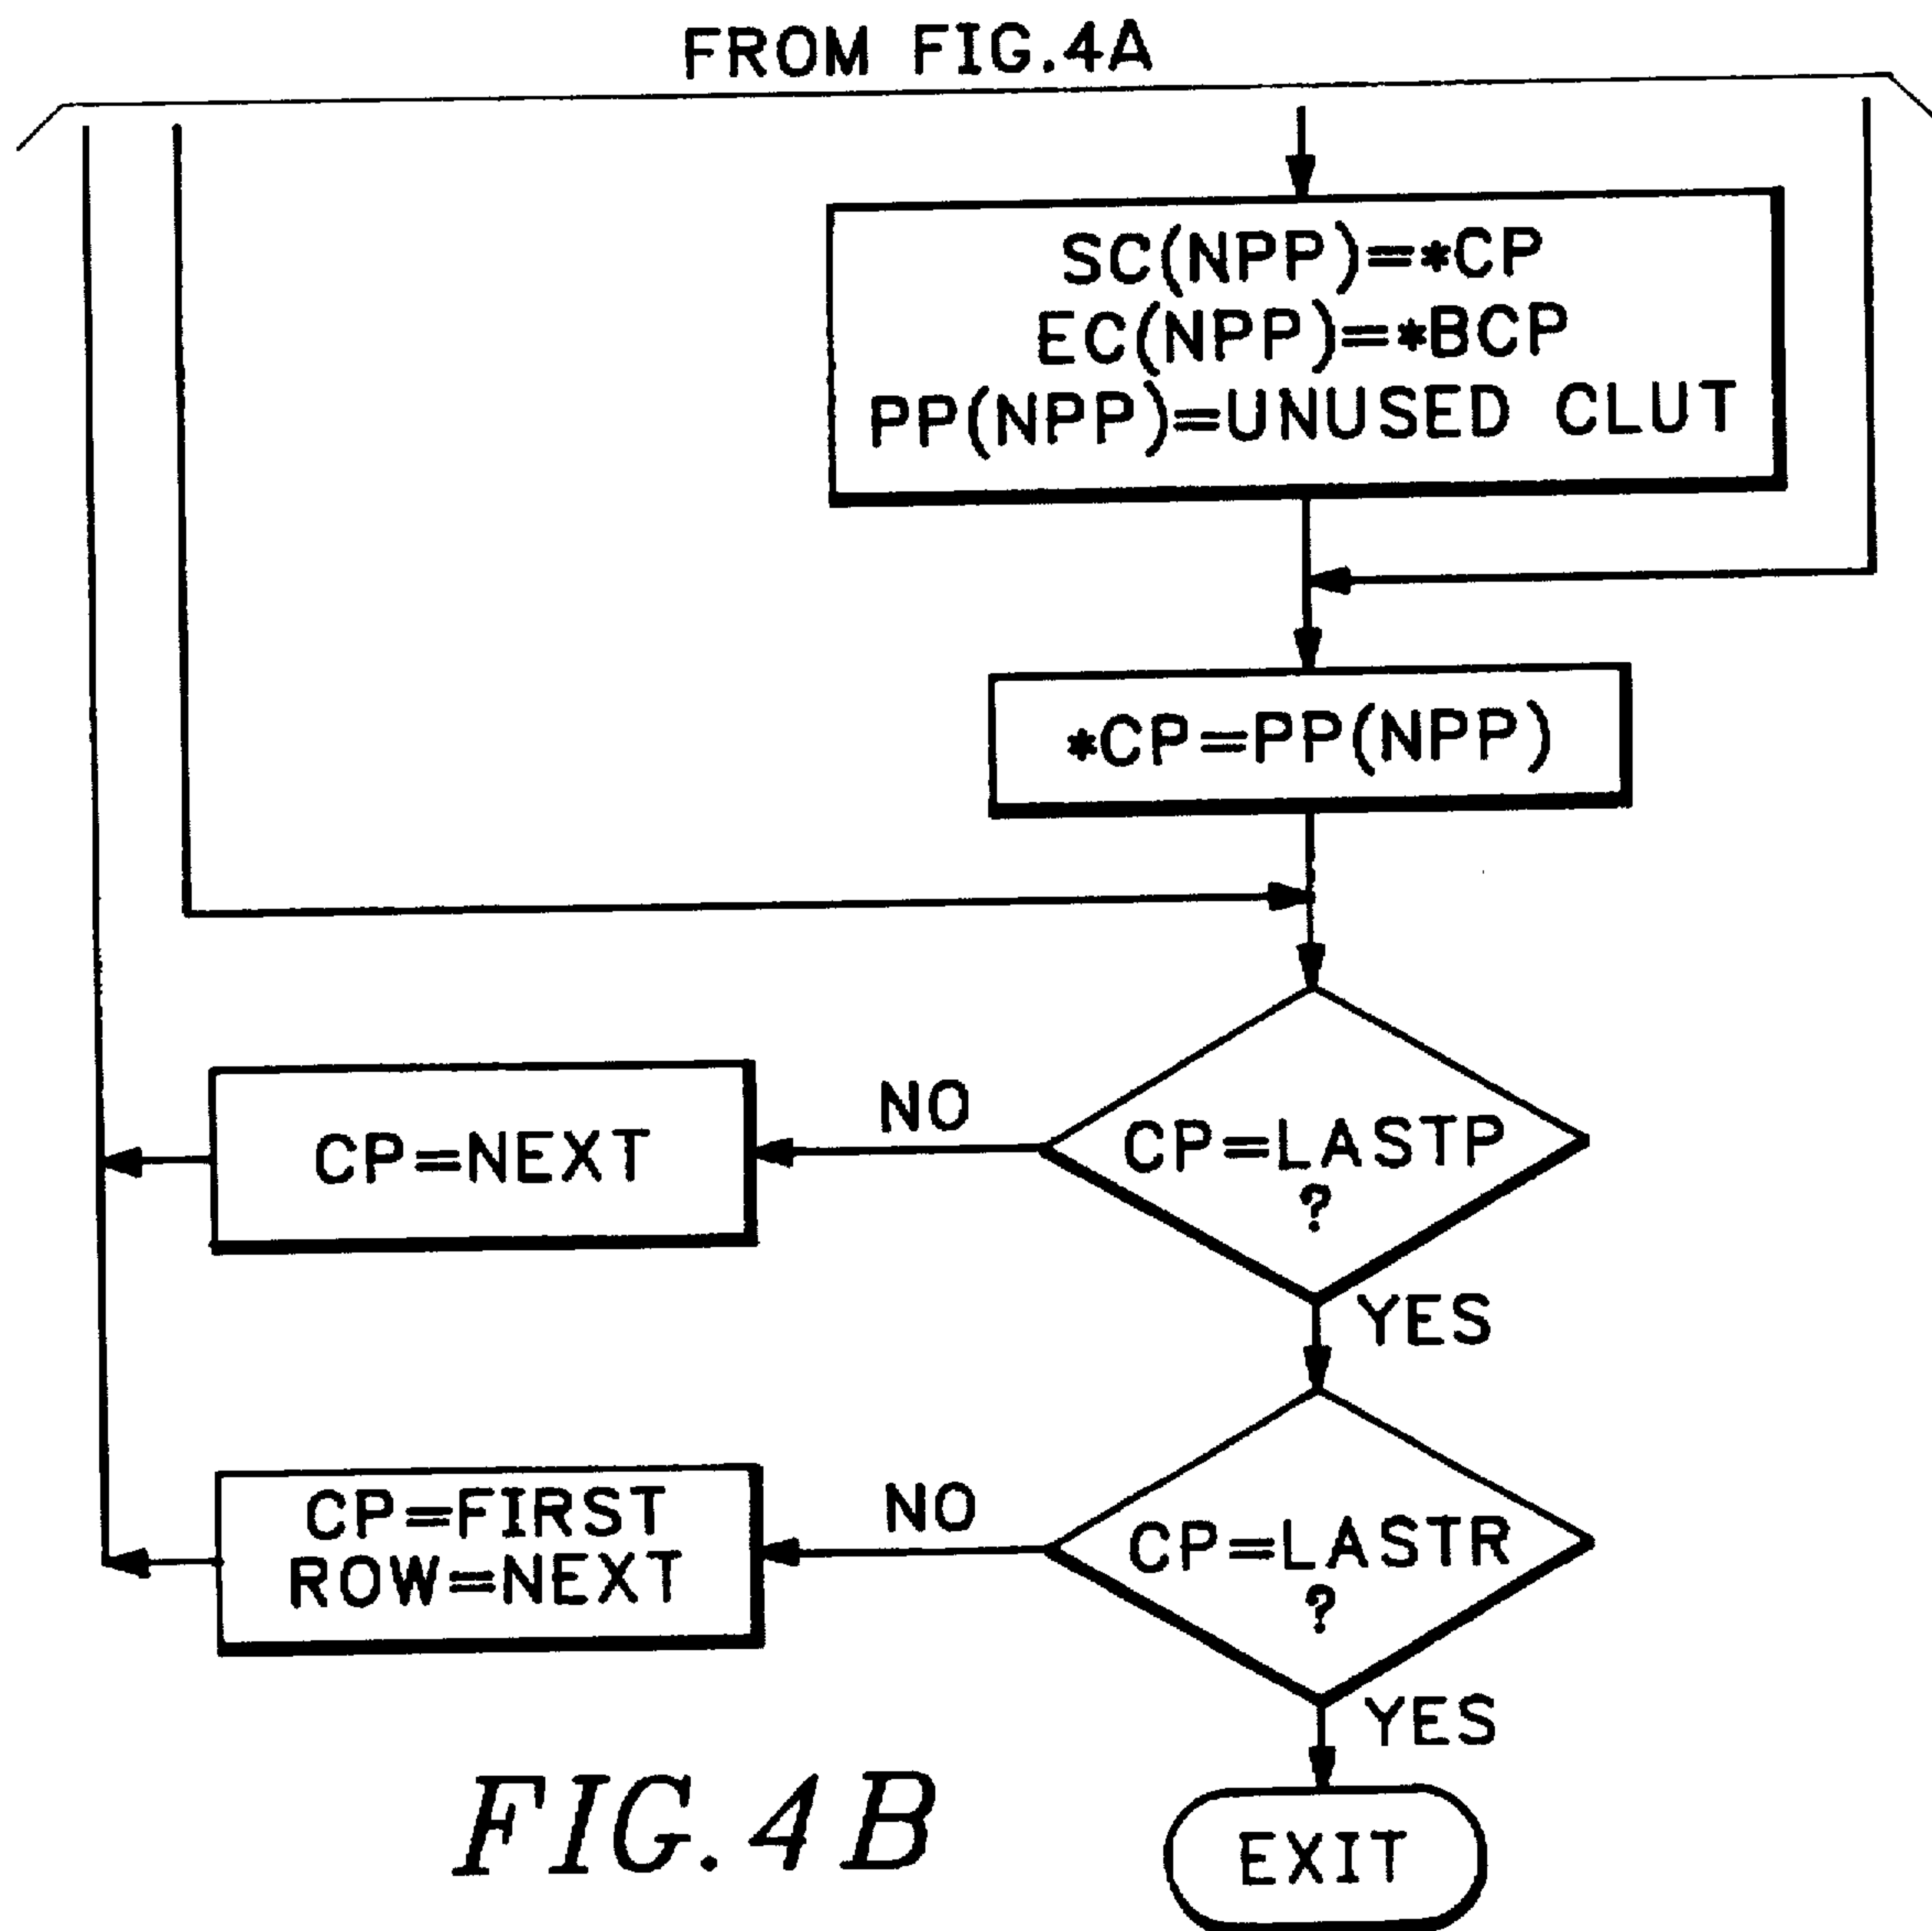 FROM FIG.4A
SC(NPP)=*CP
EC(NPP)=*BCP
PP(NPP)=UNUSED CLUT
*CP=PP(NPP)
NO
CP=LASTP
?
CP=NEXT
YES
NO
CP=LASTR
?
CP=FIRST
ROW=NEXT
YES
EXIT
FIG. 4B